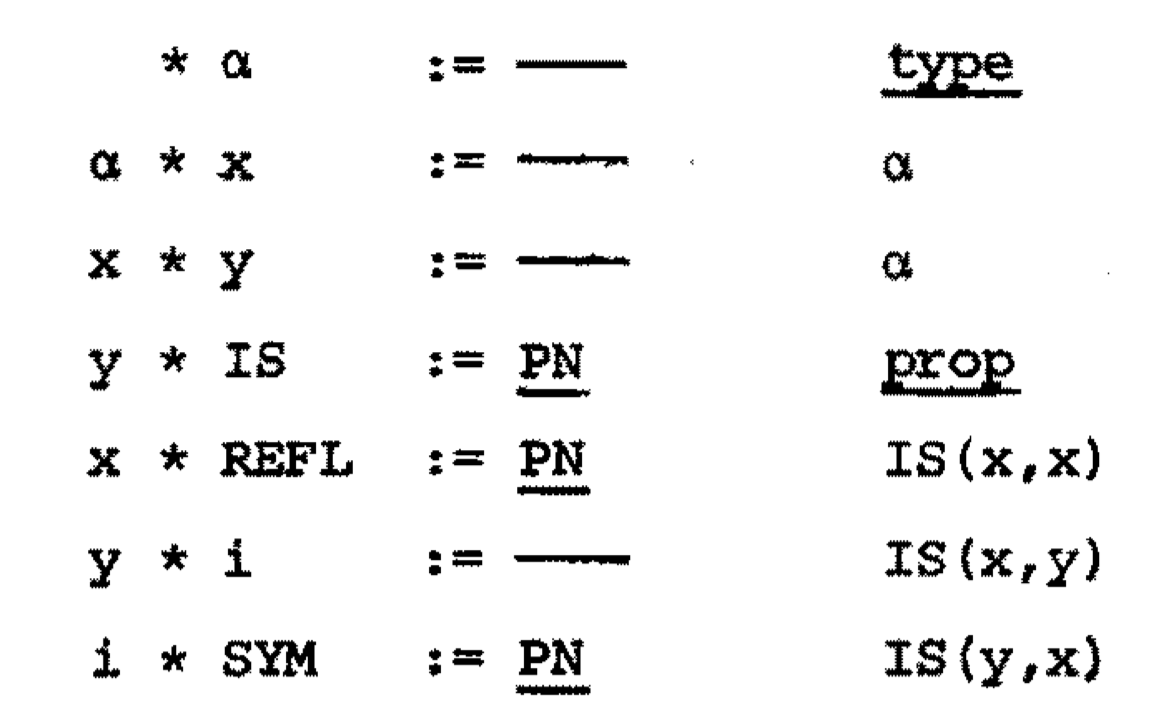 * α := —— type
α * x := —— α
x * y := —— α
y * IS := PN prop
x * REFL := PN IS(x,x)
y * i := —— IS(x,y)
i * SYM := PN IS(y,x)